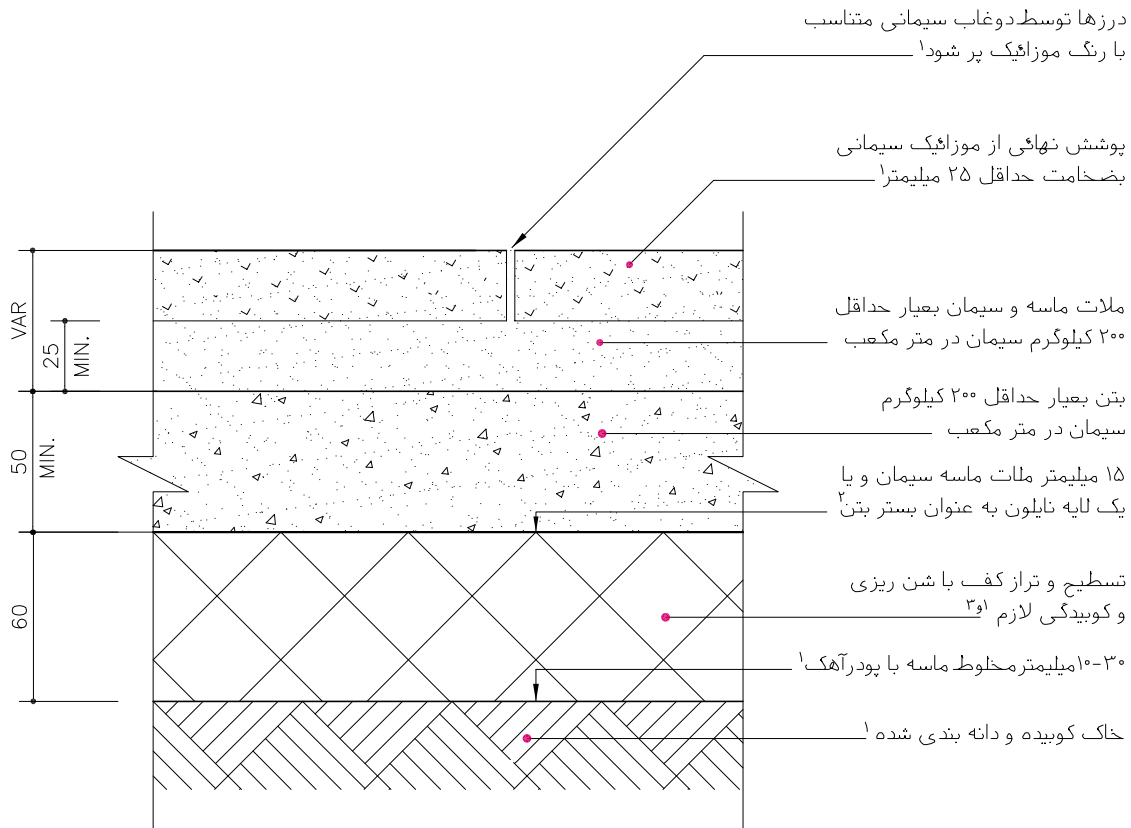 درزها توسط دوغاب سیمانی متناسب
با رنگ موزائیک پر شود۱
پوشش نهائی از موزائیک سیمانی
بضخامت حداقل ۲۵ میلیمتر۱
ملات ماسه و سیمان بعیار حداقل
۲۰۰ کیلوگرم سیمان در متر مکعب
بتن بعیار حداقل ۲۰۰ کیلوگرم
سیمان در متر مکعب
۱۵ میلیمتر ملات ماسه سیمان و یا
یک لایه نایلون به عنوان بستر بتن۲
تسطیح و تراز کف با شن ریزی
و کوبیدگی لازم ۱و۳
۱۰-۳۰میلیمترمخلوط ماسه با پودرآهک۱
خاک کوبیده و دانه بندی شده ۱
VAR
25
MIN.
50
MIN.
60